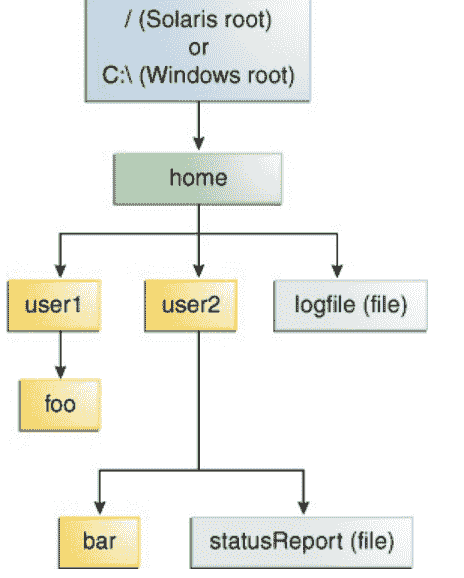 / (Solaris root)
or
C:\ (Windows root)
home
user1
user2
logfile (file)
foo
bar
statusReport (file)